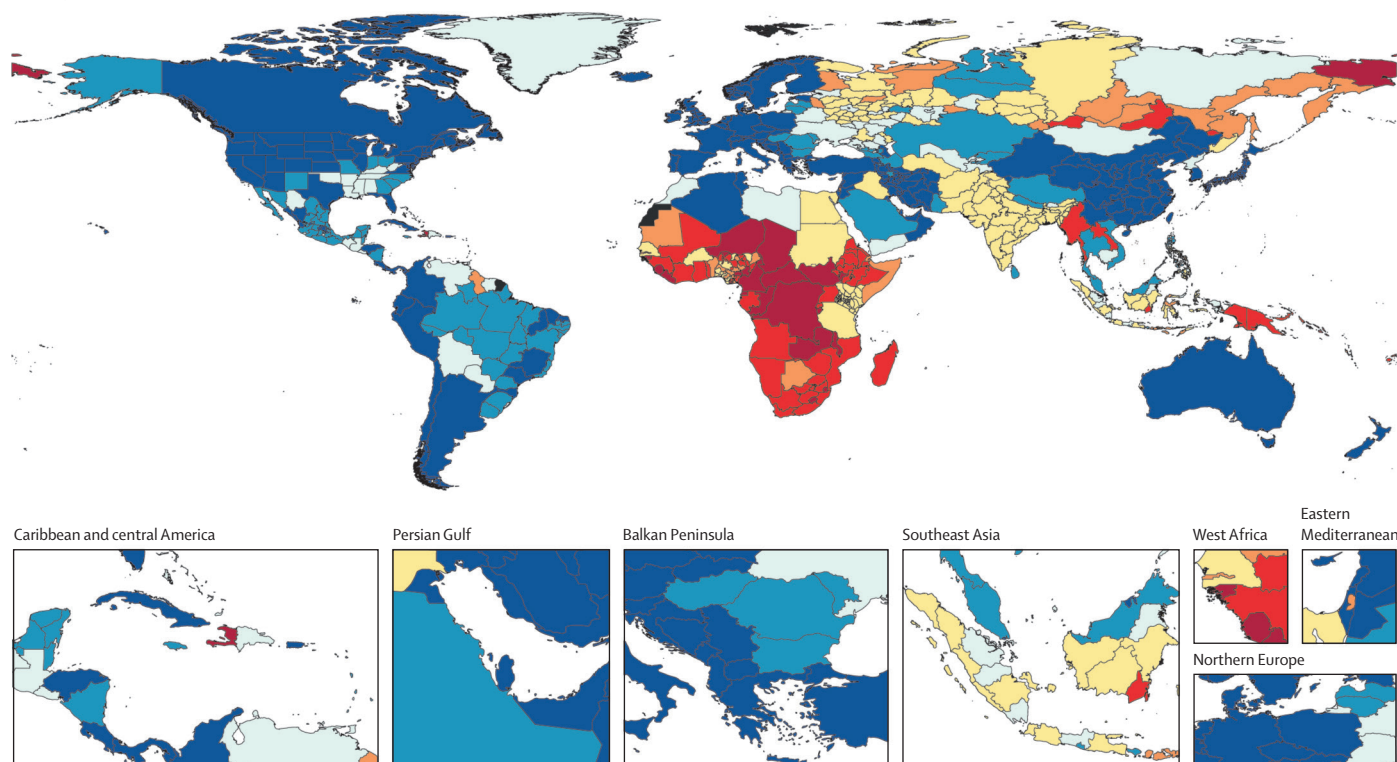 Caribbean and central America
Persian Gulf
Balkan Peninsula
Southeast Asia
West Africa
Eastern
Mediterranean
Northern Europe